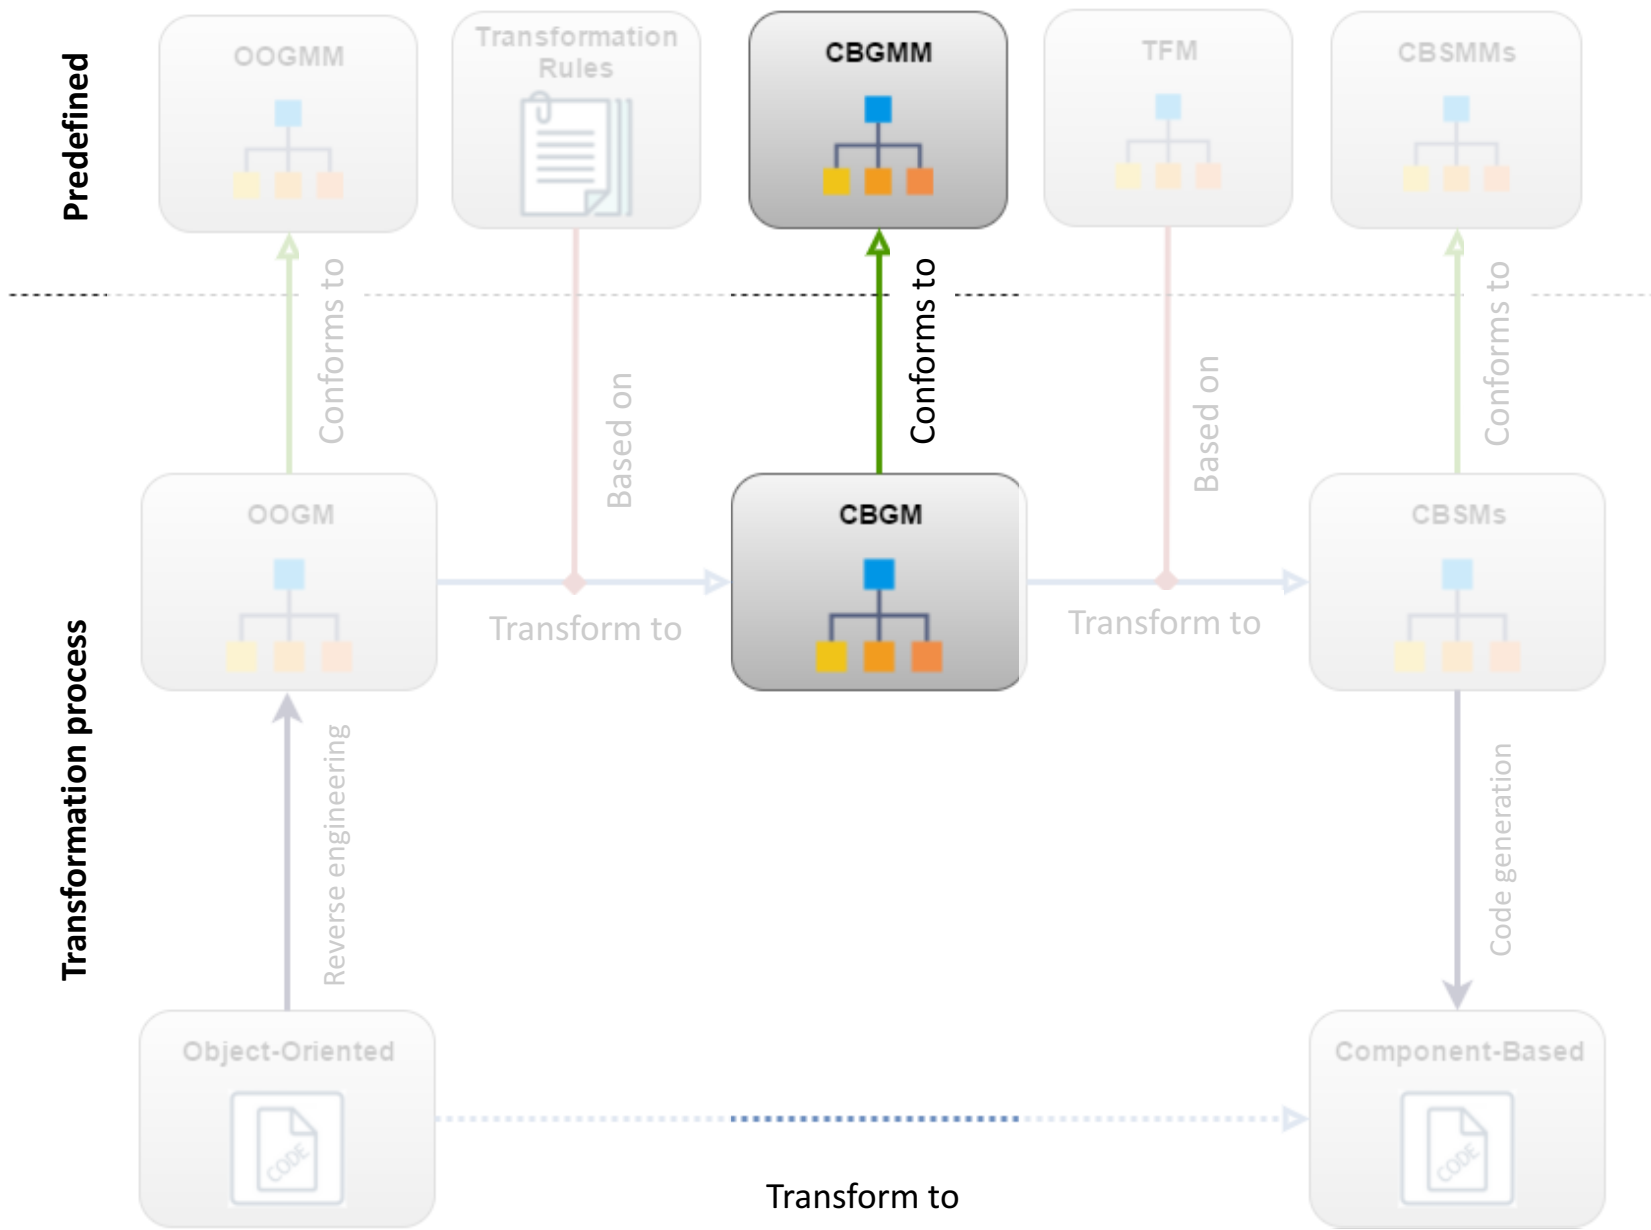 Predefined
OOGMM
Transformation
Rules
CBGMM
TFM
CBSMMs
Conforms to
Based on
Conforms to
Based on
Conforms to
Transformation process
OOGM
Transform to
CBGM
Transform to
CBSMs
Reverse engineering
Code generation
Object-Oriented
CODE
Transform to
Component-Based
CODE